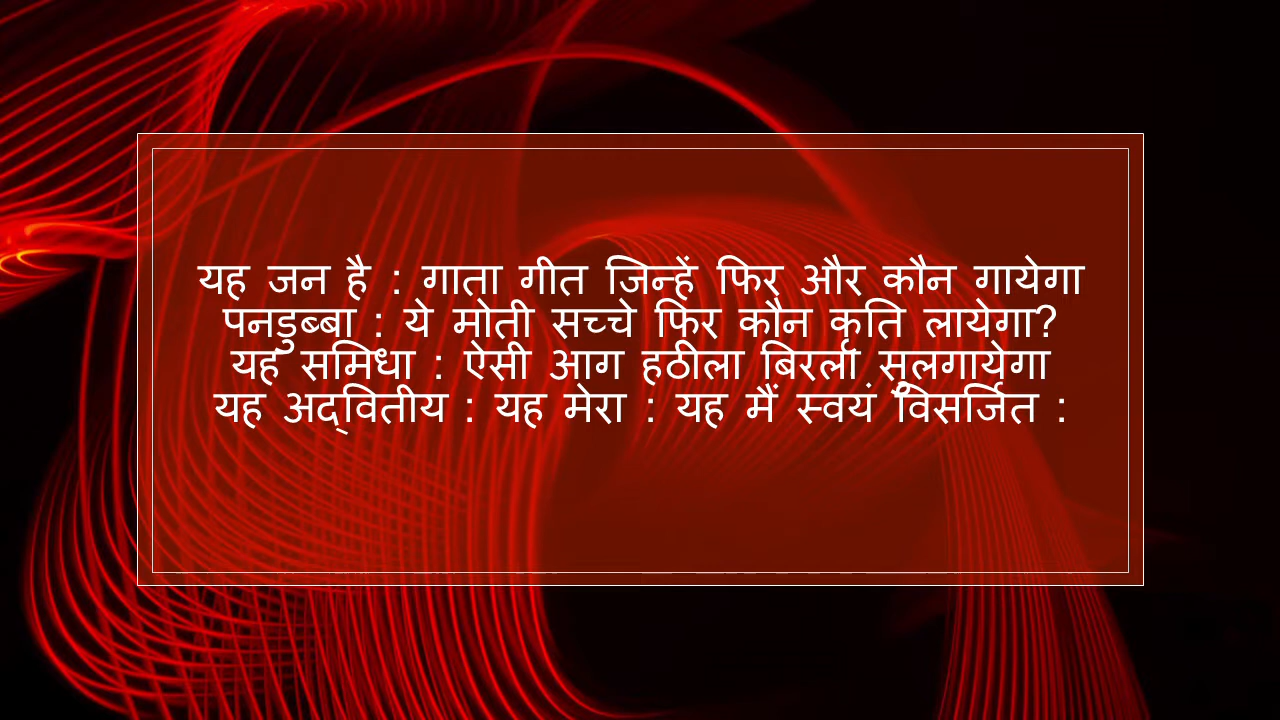 यह जन है : गाता गीत जिन्हें फिर और कौन गायेगा
पनडुब्बा : ये मोती सच्चे फिर कौन कृति लायेगा?
यह समिधा : ऐसी आग हठीला बिरला सुलगायेगा
यह अद्‌वितीय : यह मेरा : यह मैं स्वयं विसर्जित :